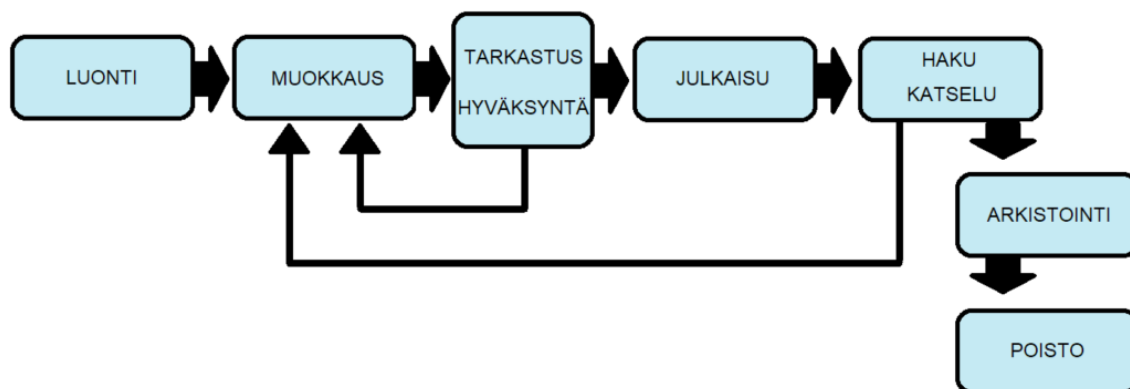 LUONTI
MUOKKAUS
TARKASTUS
HYVÄKSYNTÄ
JULKAISU
HAKU
KATSELU
ARKISTOINTI
POISTO